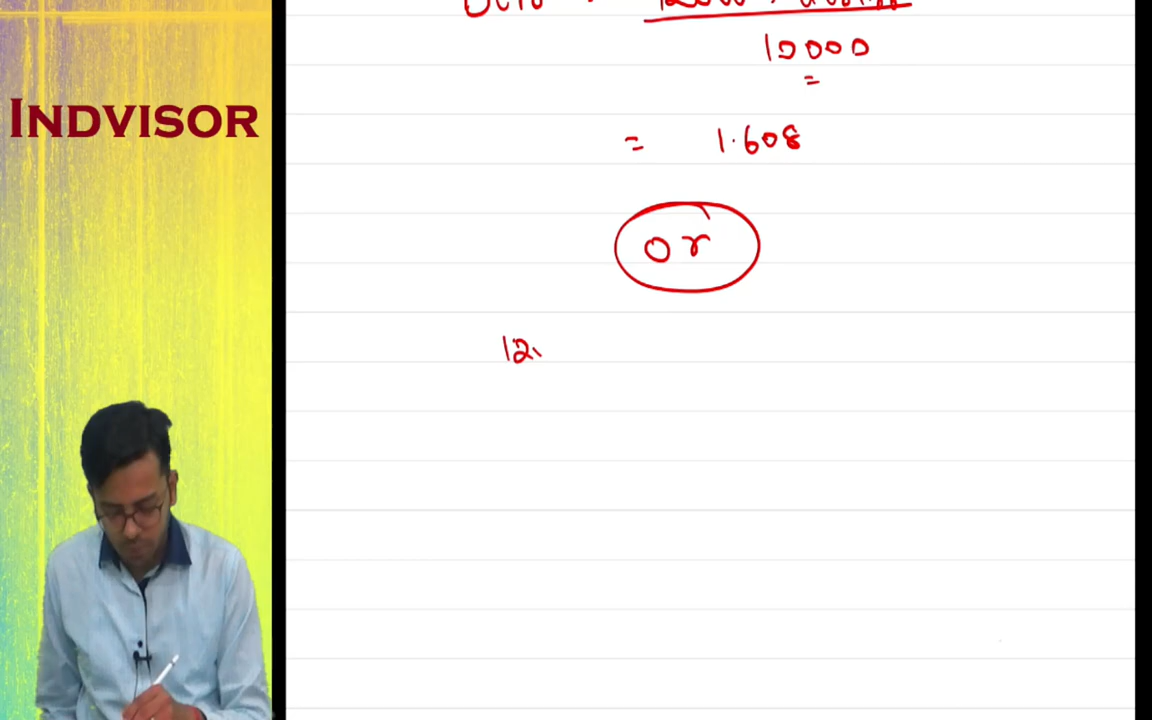 INDVISOR
10000
=
= 1.608
or
12